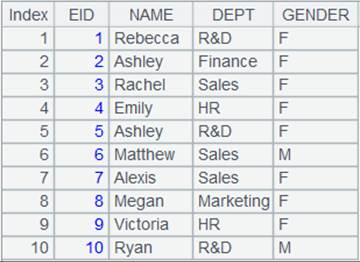 Index EID NAME DEPT GENDER
1 1 Rebecca R&D F
2 2 Ashley Finance F
3 3 Rachel Sales F
4 4 Emily HR F
5 5 Ashley R&D F
6 6 Matthew Sales M
7 7 Alexis Sales F
8 8 Megan Marketing F
9 9 Victoria HR F
10 10 Ryan R&D M